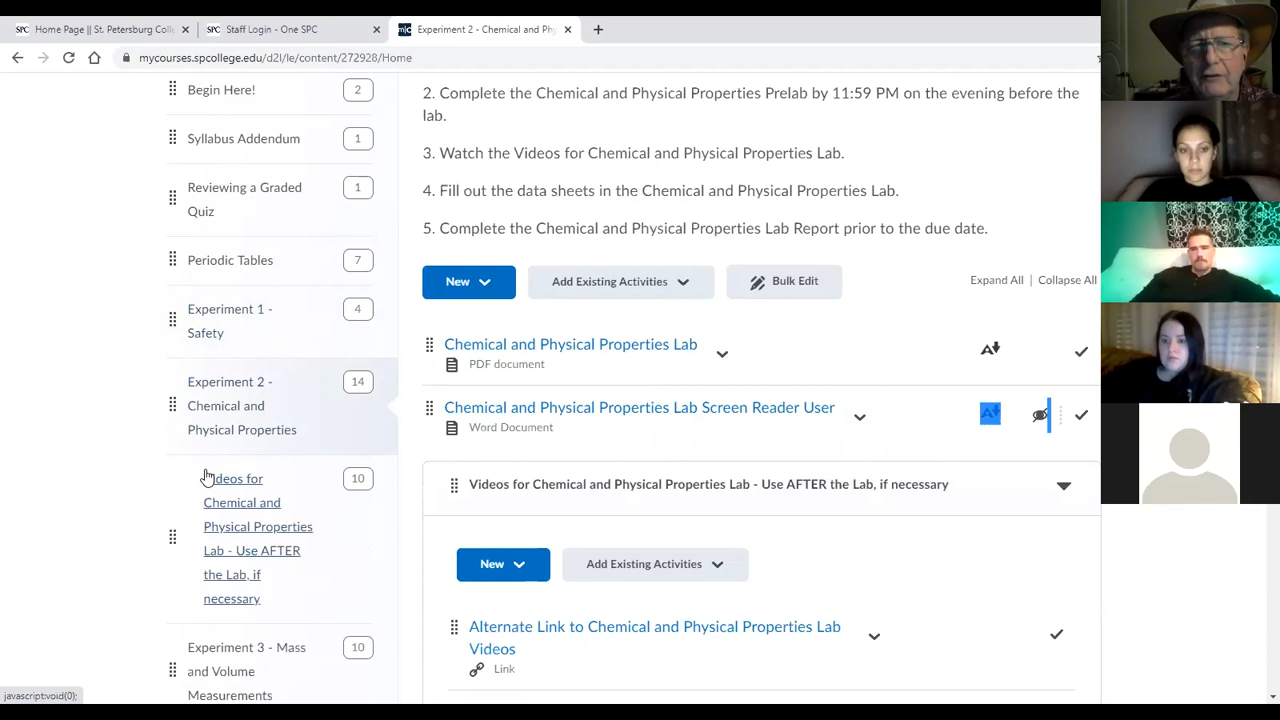 Home Page || St. Petersburg Coll
Staff Login - One SPC
Experiment 2 - Chemical and Phy
mycourses.spcollege.edu/d2l/le/content/272928/Home
Begin Here!
2
Syllabus Addendum
1
Reviewing a Graded
Quiz
1
Periodic Tables
7
Experiment 1 -
Safety
4
Experiment 2 -
Chemical and
Physical Properties
14
Videos for
Chemical and
Physical Properties
Lab - Use AFTER
the Lab, if
necessary
10
Experiment 3 - Mass
and Volume
Measurements
10
javascript:void(0);
2. Complete the Chemical and Physical Properties Prelab by 11:59 PM on the evening before the
lab.
3. Watch the Videos for Chemical and Physical Properties Lab.
4. Fill out the data sheets in the Chemical and Physical Properties Lab.
5. Complete the Chemical and Physical Properties Lab Report prior to the due date.
New
Add Existing Activities
Bulk Edit
Expand All | Collapse All
Chemical and Physical Properties Lab
PDF document
Chemical and Physical Properties Lab Screen Reader User
Word Document
Videos for Chemical and Physical Properties Lab - Use AFTER the Lab, if necessary
New
Add Existing Activities
Alternate Link to Chemical and Physical Properties Lab
Videos
Link